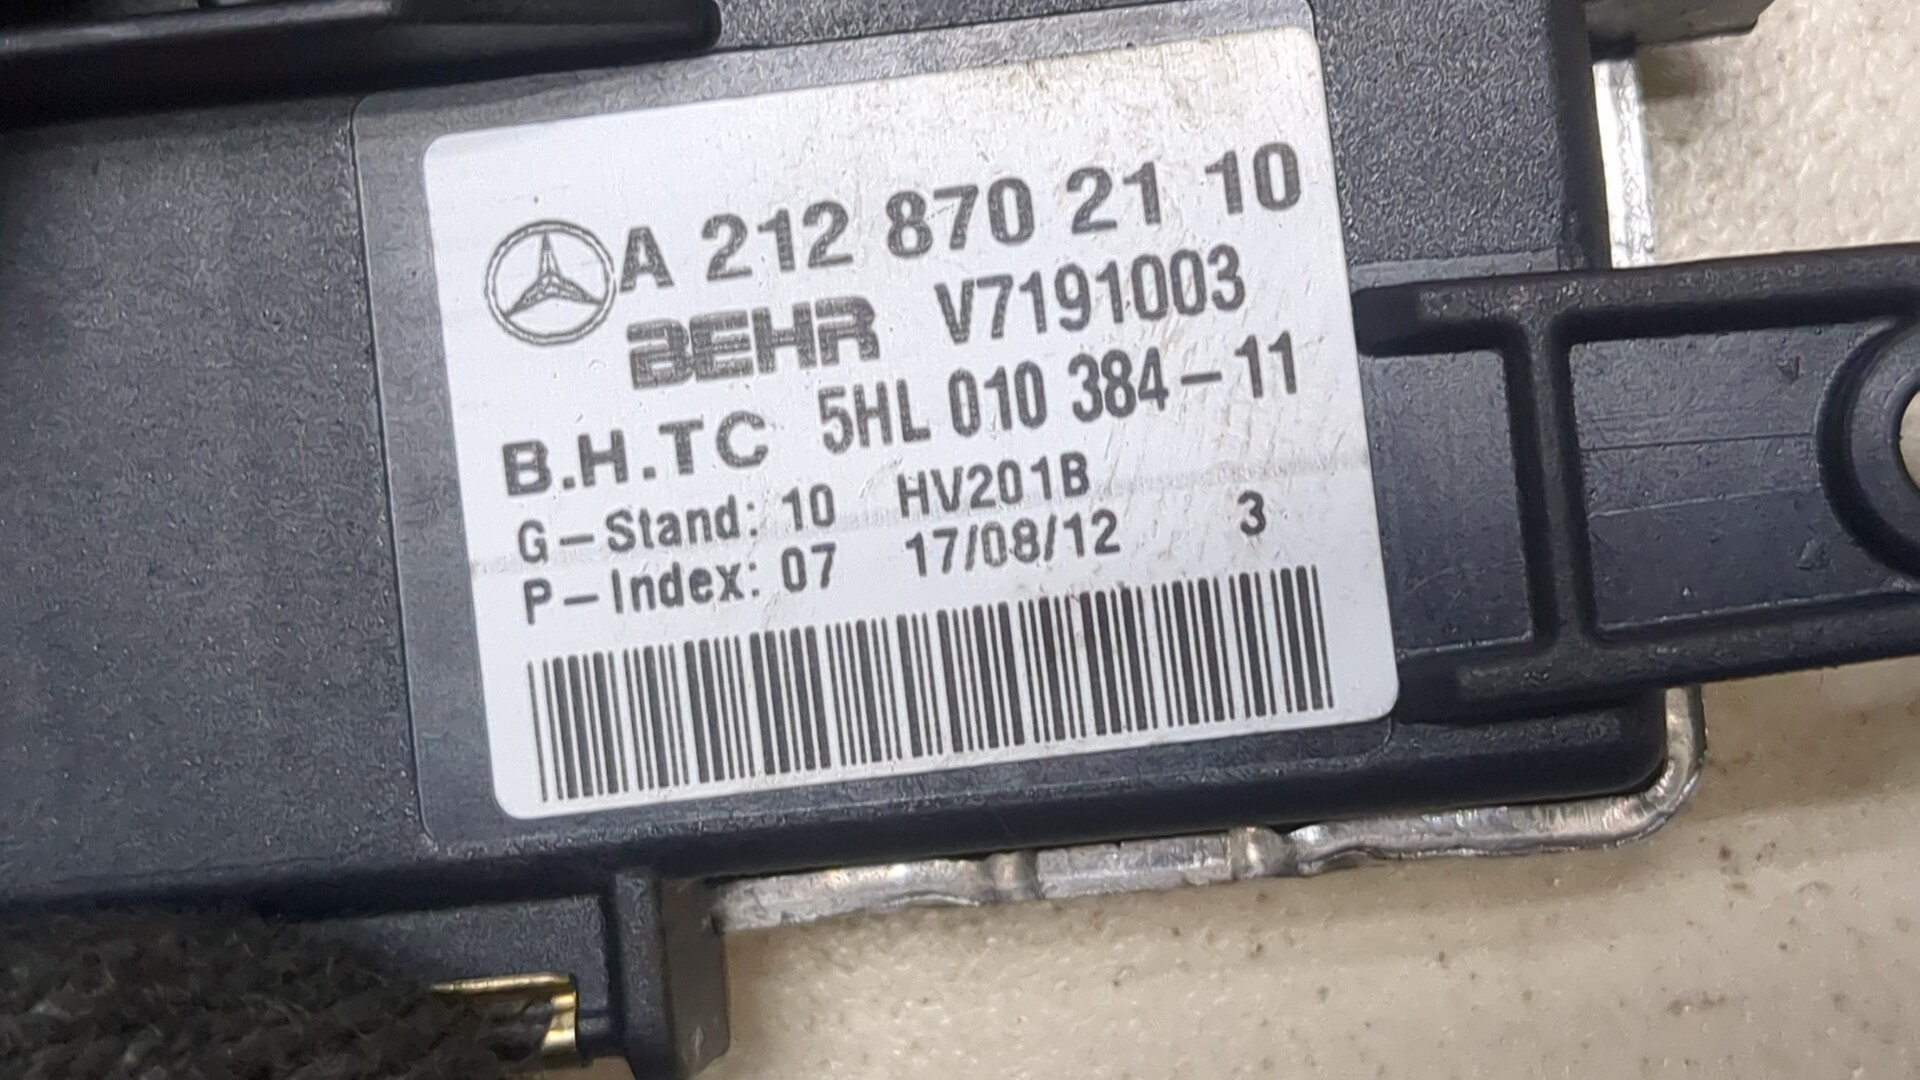 A 212 870 21 10
BEHR V7191003
B.H.TC 5HL 010 384-11
G-Stand: 10 HV201B
P-Index: 07 17/08/12 3